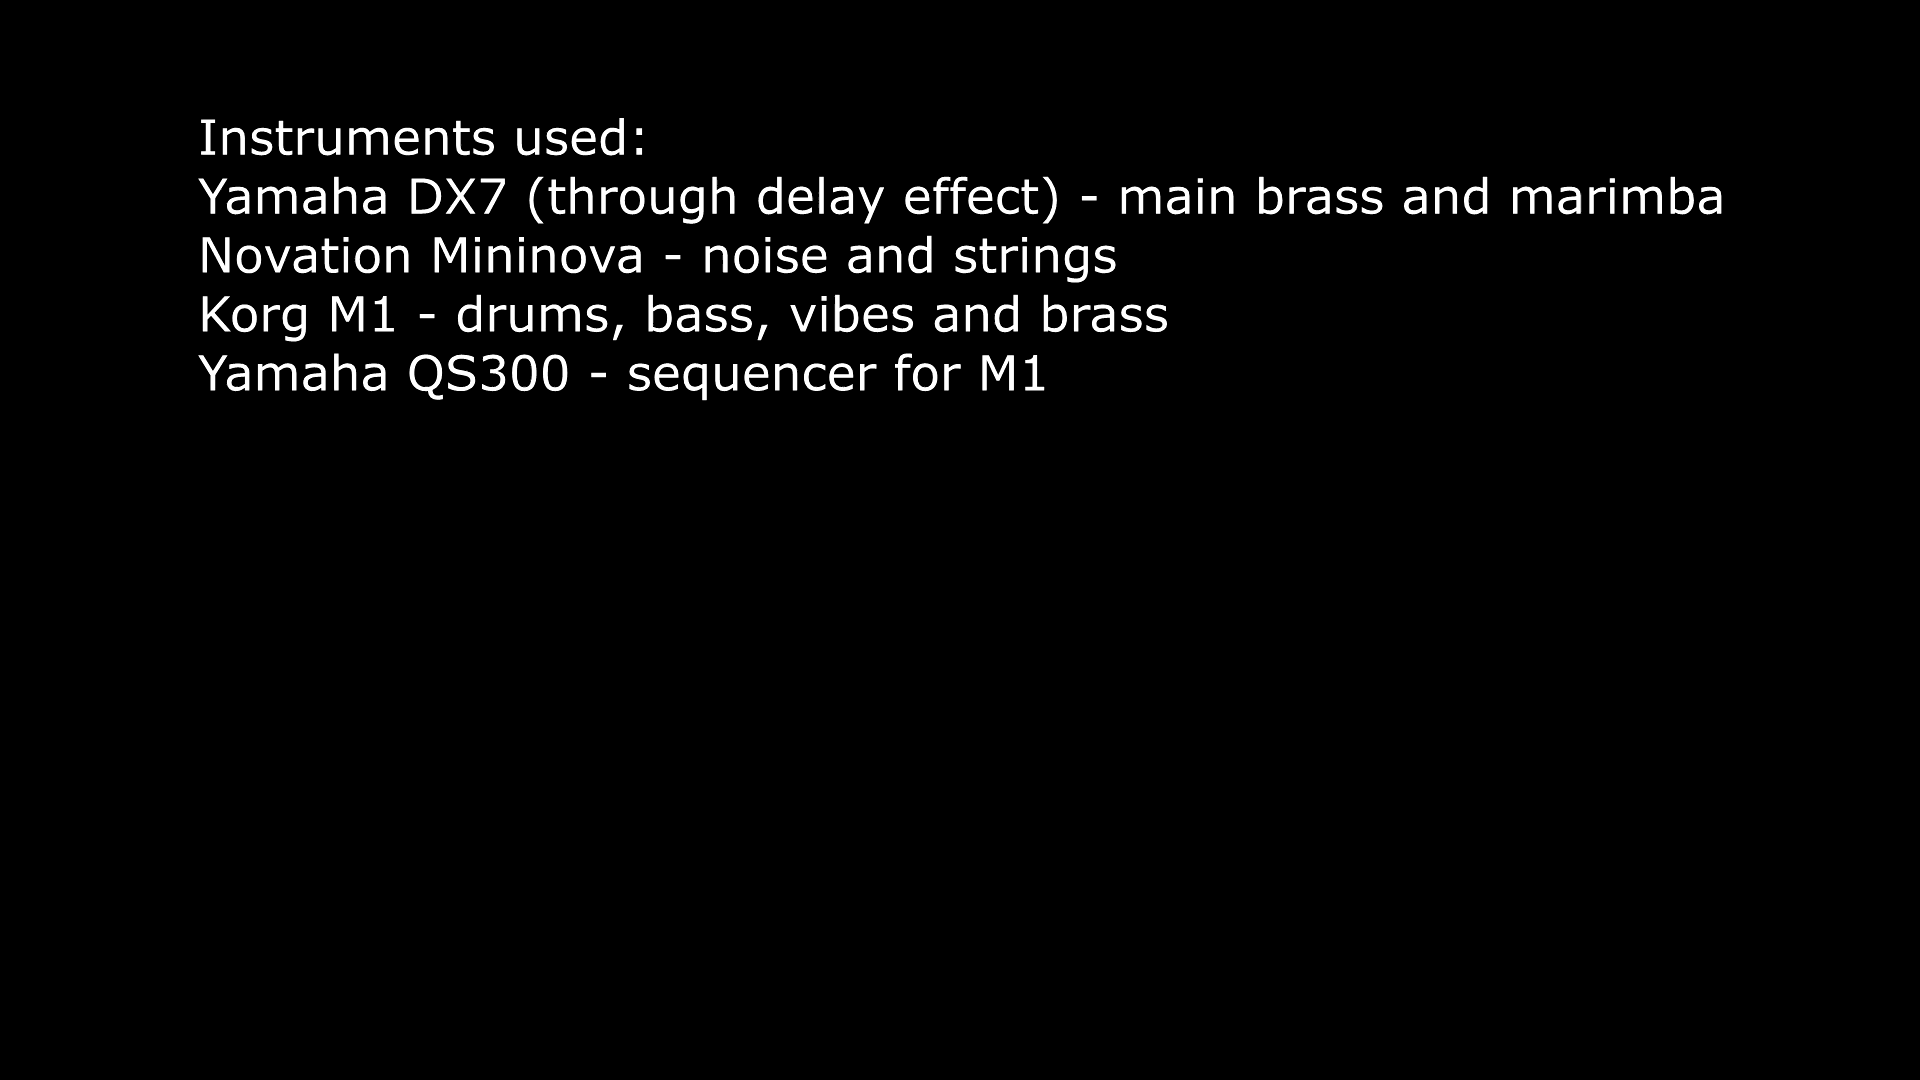 Instruments used:
Yamaha DX7 (through delay effect) - main brass and marimba
Novation Mininova - noise and strings
Korg M1 - drums, bass, vibes and brass
Yamaha QS300 - sequencer for M1